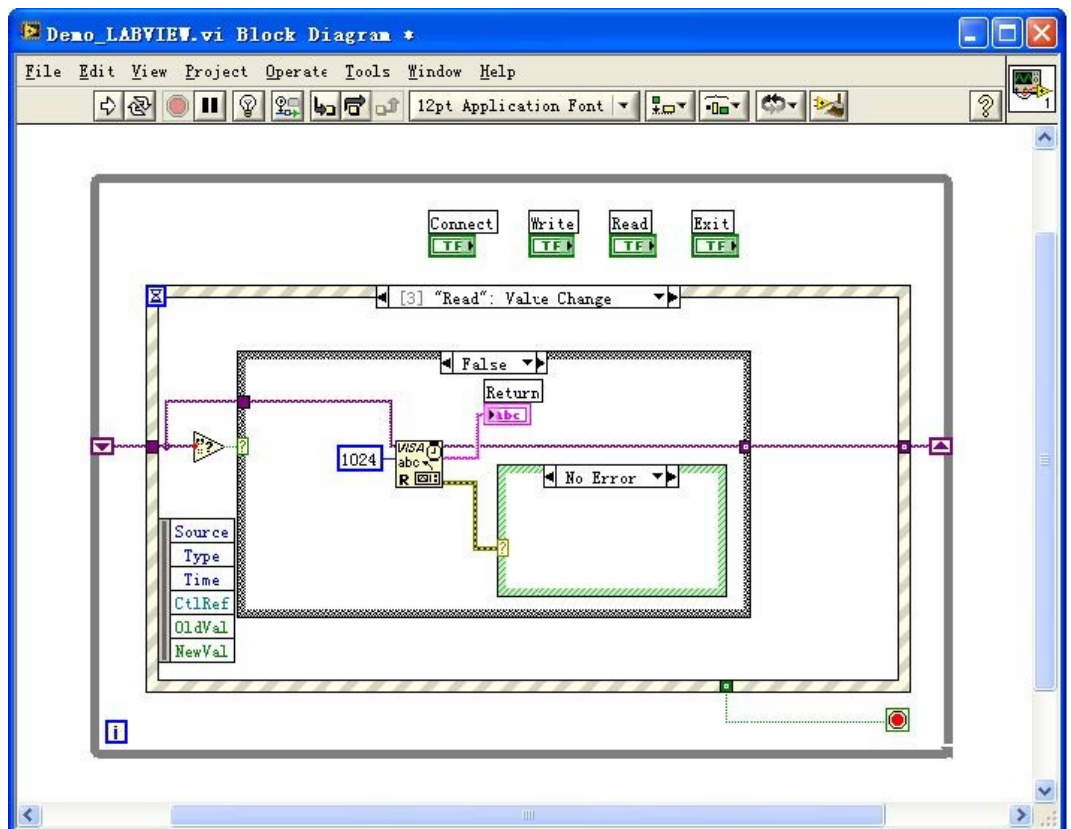 Demo_LABVIEW.vi Block Diagram *
File Edit View Project Operate Tools Window Help
12pt Application Font
?
1
Connect Write Read Exit
TF TF TF TF
[3] "Read": Value Change
False
Return
abc
?
?
1024
VISA
abc
R
No Error
?
Source
Type
Time
CtlRef
OldVal
NewVal
i